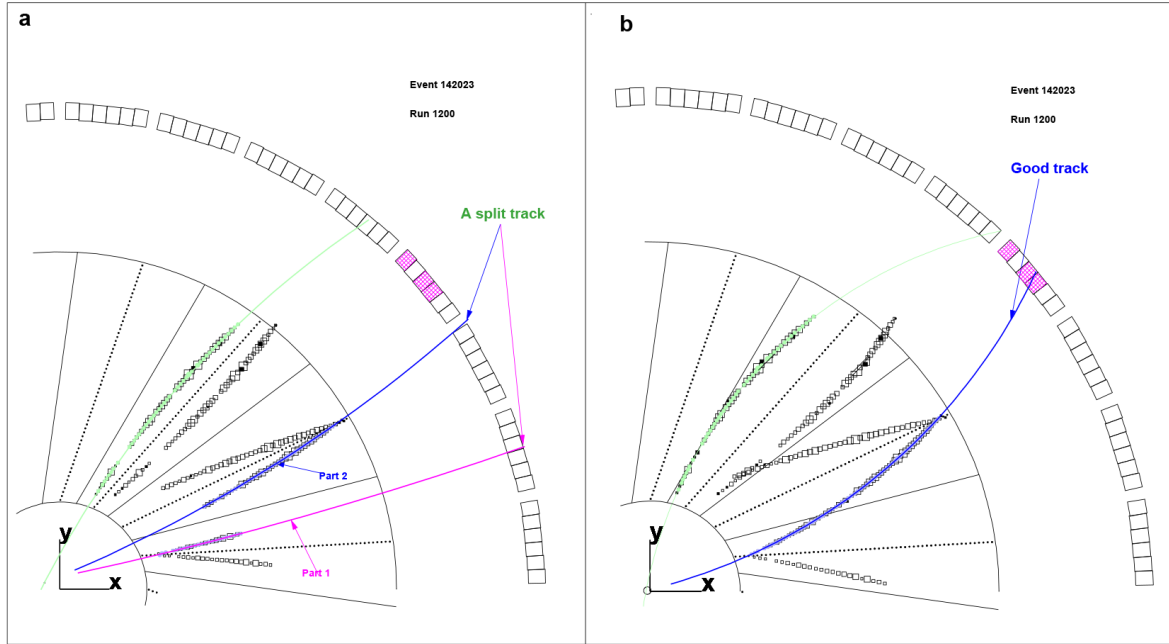 a
Event 142023
Run 1200
A split track
Part 2
Part 1
y
x
b
Event 142023
Run 1200
Good track
y
x